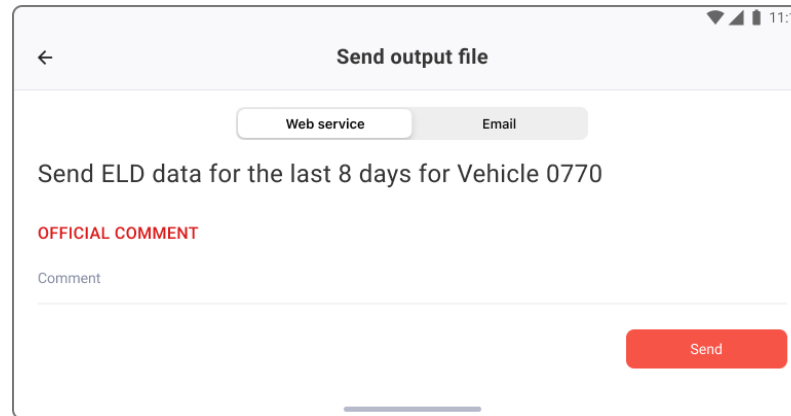 Send output file
Web service Email
Send ELD data for the last 8 days for Vehicle 0770
OFFICIAL COMMENT
Comment
Send